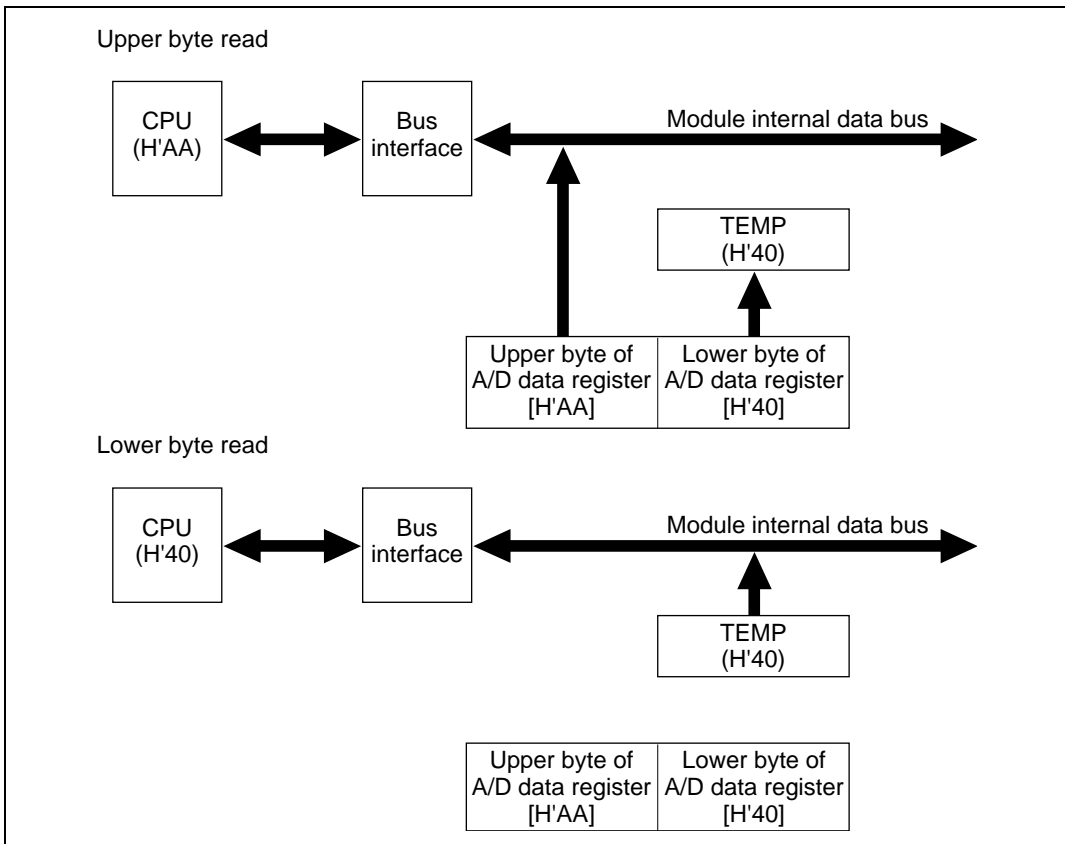 Upper byte read
CPU
(H'AA)
Bus
interface
Module internal data bus
TEMP
(H'40)
Upper byte of
A/D data register
[H'AA]
Lower byte of
A/D data register
[H'40]
Lower byte read
CPU
(H'40)
Bus
interface
Module internal data bus
TEMP
(H'40)
Upper byte of
A/D data register
[H'AA]
Lower byte of
A/D data register
[H'40]